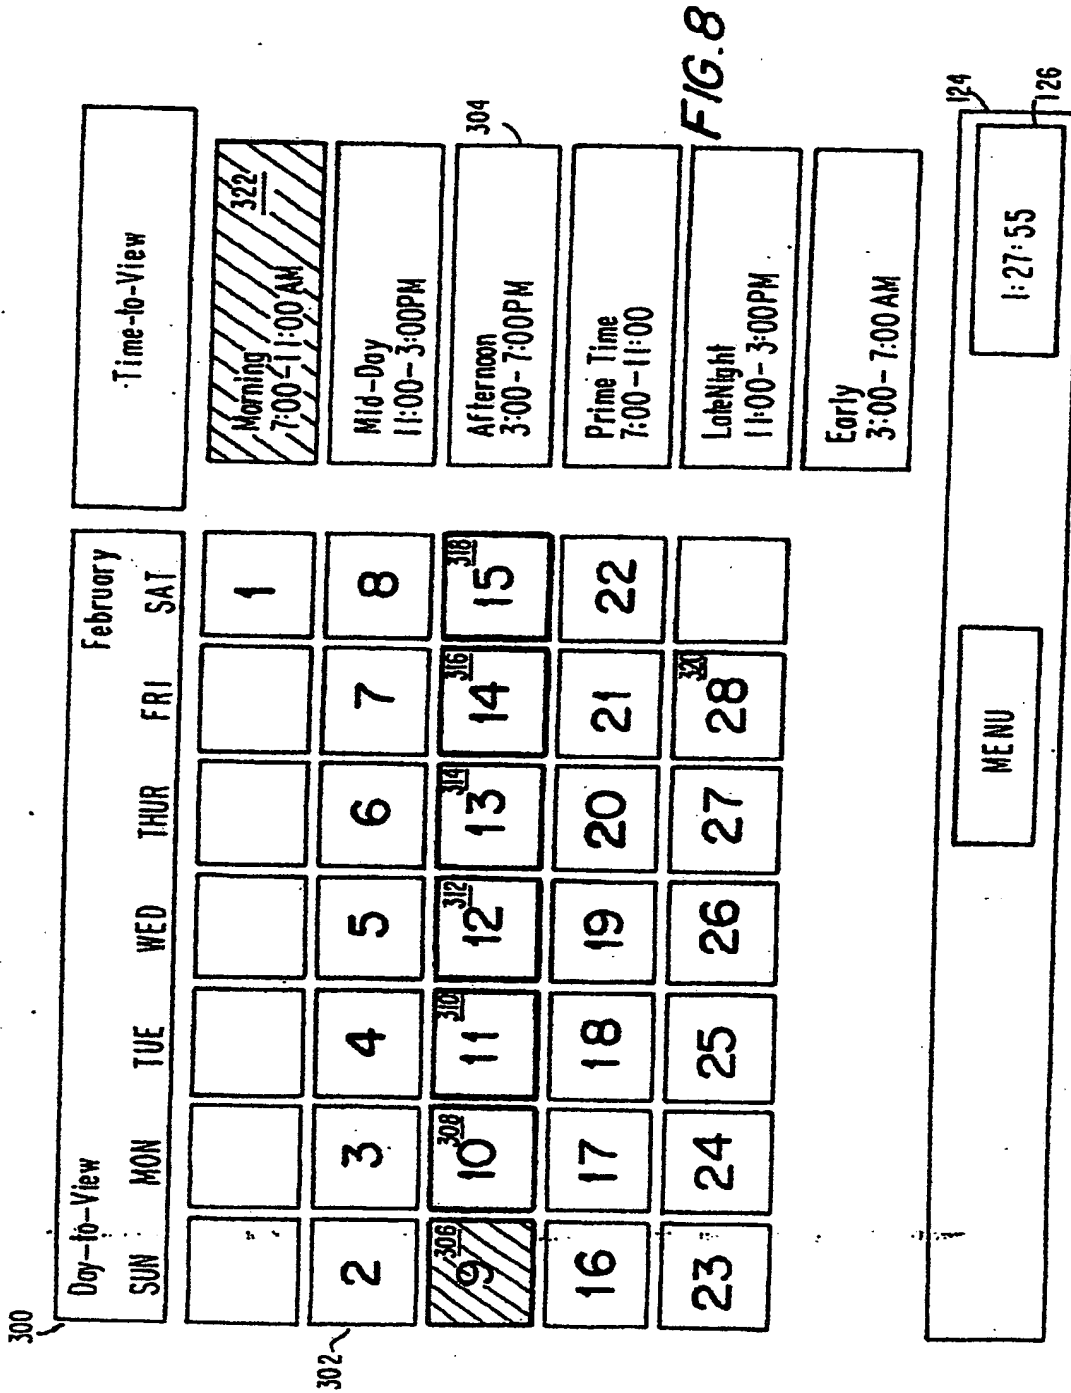 300
Day-to-View February
SUN MON TUE WED THUR FRI SAT
Time-to-View
302
1
2 3 4 5 6 7 8
306 308 310 312 314 316 318
9 10 11 12 13 14 15
16 17 18 19 20 21 22
320
23 24 25 26 27 28
322
Morning
7:00-11:00 AM
Mid-Day
11:00-3:00PM
304
Afternoon
3:00-7:00PM
Prime Time
7:00-11:00
LateNight
11:00-3:00PM
Early
3:00-7:00AM
FIG. 8
124
MENU
1:27:55
126